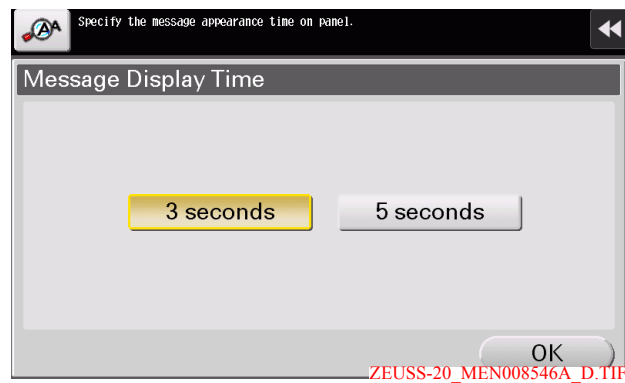 Specify the message appearance time on panel.
Message Display Time
3 seconds
5 seconds
OK
ZEUSS-20_MEN008546A_D.TIF